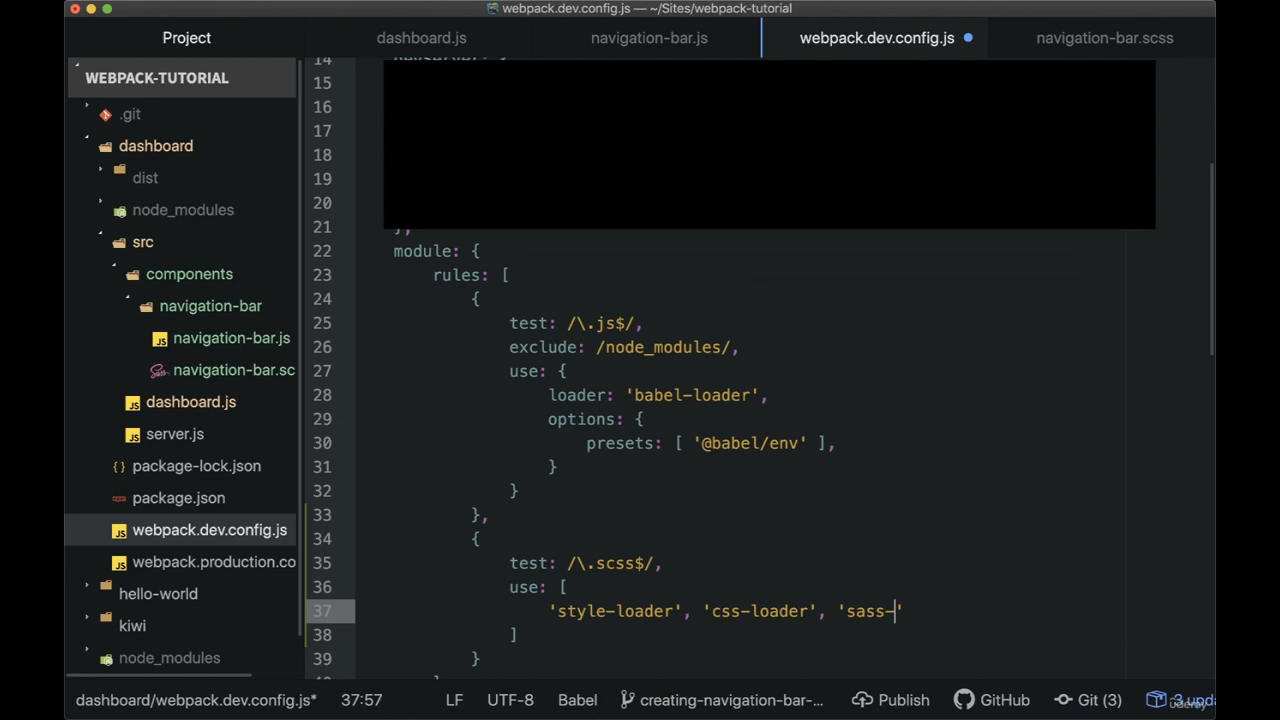 webpack.dev.config.js — ~/Sites/webpack-tutorial
Project
dashboard.js
navigation-bar.js
webpack.dev.config.js
navigation-bar.scss
WEBPACK-TUTORIAL
.git
dashboard
dist
node_modules
src
components
navigation-bar
navigation-bar.js
navigation-bar.sc
dashboard.js
server.js
package-lock.json
package.json
webpack.dev.config.js
webpack.production.co
hello-world
kiwi
node_modules
14
15
16
17
18
19
20
21 },
22 module: {
23 rules: [
24 {
25 test: /\.js$/,
26 exclude: /node_modules/,
27 use: {
28 loader: 'babel-loader',
29 options: {
30 presets: [ '@babel/env' ],
31 }
32 }
33 },
34 {
35 test: /\.scss$/,
36 use: [
37 'style-loader', 'css-loader', 'sass-'
38 ]
39 }
dashboard/webpack.dev.config.js* 37:57 LF UTF-8 Babel creating-navigation-bar-... Publish GitHub Git (3) 3 upda
ûdemy